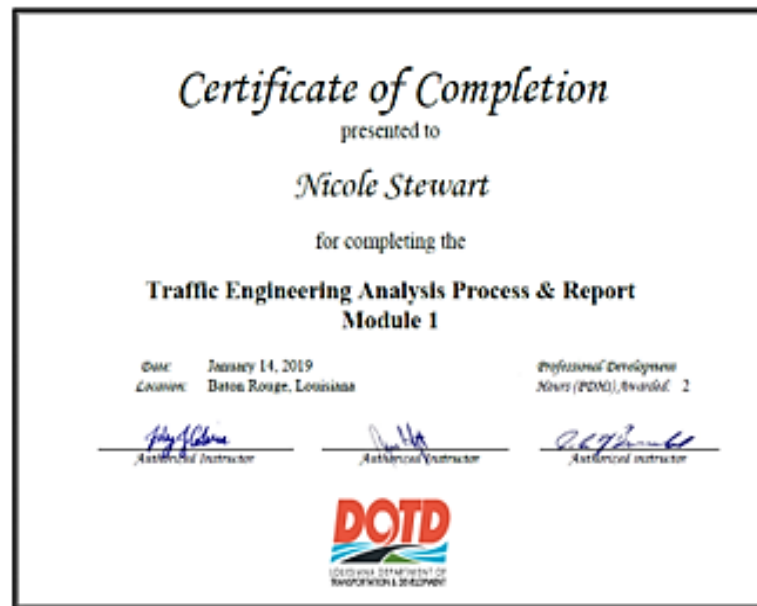 Certificate of Completion
presented to
Nicole Stewart
for completing the
Traffic Engineering Analysis Process & Report
Module 1
Date: January 14, 2019
Location: Baton Rouge, Louisiana
Professional Development
Hours (PDH) Awarded: 2
Authorized Instructor
Authorized Instructor
Authorized instructor
DOTD
LOUISIANA DEPARTMENT OF
TRANSPORTATION & DEVELOPMENT